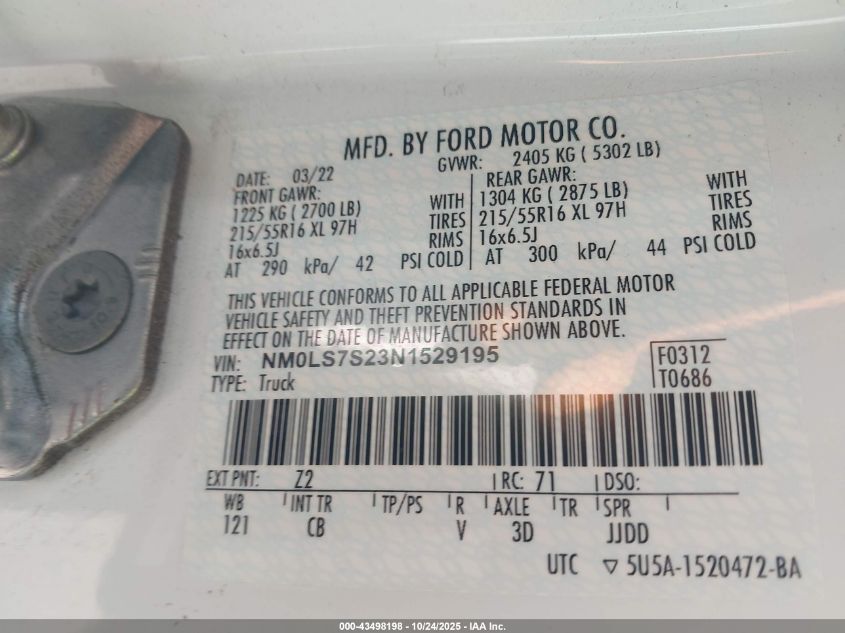 MFD. BY FORD MOTOR CO.
DATE: 03/22 GVWR: 2405 KG ( 5302 LB)
FRONT GAWR: REAR GAWR:
1225 KG ( 2700 LB) WITH 1304 KG ( 2875 LB) WITH
215/55R16 XL 97H TIRES 215/55R16 XL 97H TIRES
16x6.5J RIMS 16x6.5J RIMS
AT 290 kPa/ 42 PSI COLD AT 300 kPa/ 44 PSI COLD
THIS VEHICLE CONFORMS TO ALL APPLICABLE FEDERAL MOTOR
VEHICLE SAFETY AND THEFT PREVENTION STANDARDS IN
EFFECT ON THE DATE OF MANUFACTURE SHOWN ABOVE.
VIN: NM0LS7S23N1529195 F0312
TYPE: Truck T0686
EXT PNT: Z2 RC: 71 DSO:
WB INT TR TP/PS R AXLE TR SPR
121 CB V 3D JJDD
UTC ▽ 5U5A-1520472-BA
000-43498198 - 10/24/2025 - IAA Inc.